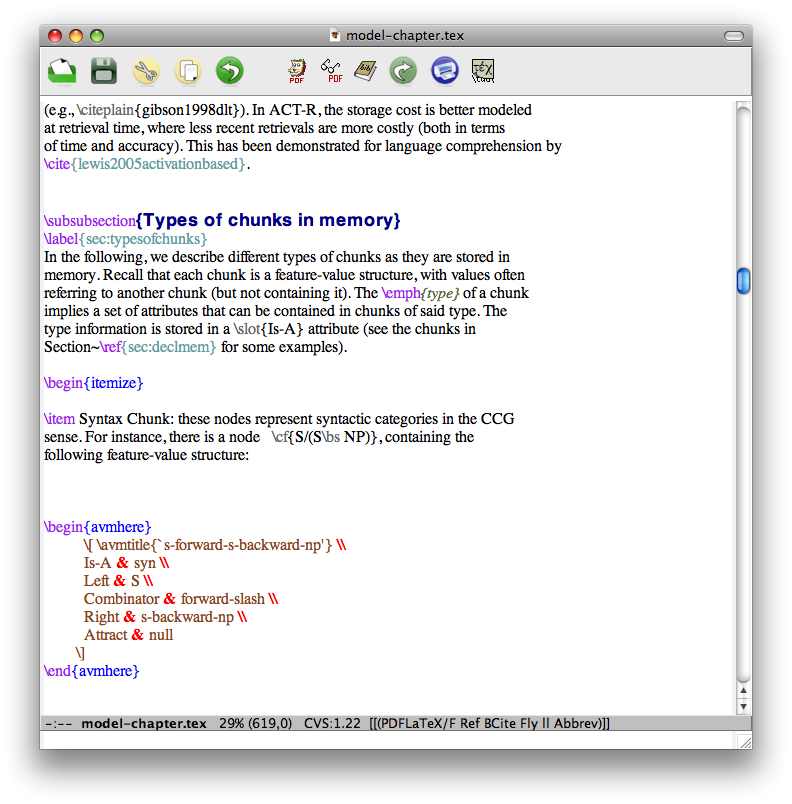 model-chapter.tex
PDF
PDF
bib
τέχ
(e.g., \citeplain{gibson1998dlt}). In ACT-R, the storage cost is better modeled
at retrieval time, where less recent retrievals are more costly (both in terms
of time and accuracy). This has been demonstrated for language comprehension by
\cite{lewis2005activationbased}.
\subsubsection{Types of chunks in memory}
\label{sec:typesofchunks}
In the following, we describe different types of chunks as they are stored in
memory. Recall that each chunk is a feature-value structure, with values often
referring to another chunk (but not containing it). The \emph{type} of a chunk
implies a set of attributes that can be contained in chunks of said type. The
type information is stored in a \slot{Is-A} attribute (see the chunks in
Section~\ref{sec:declmem} for some examples).
\begin{itemize}
\item Syntax Chunk: these nodes represent syntactic categories in the CCG
sense. For instance, there is a node \cf{S/(S\bs NP)}, containing the
following feature-value structure:
\begin{avmhere}
\[ \avmtitle{`s-forward-s-backward-np'} \\
Is-A & syn \\
Left & S \\
Combinator & forward-slash \\
Right & s-backward-np \\
Attract & null
\]
\end{avmhere}
-:-- model-chapter.tex 29% (619,0) CVS:1.22 [[(PDFLaTeX/F Ref BCite Fly ll Abbrev)]]